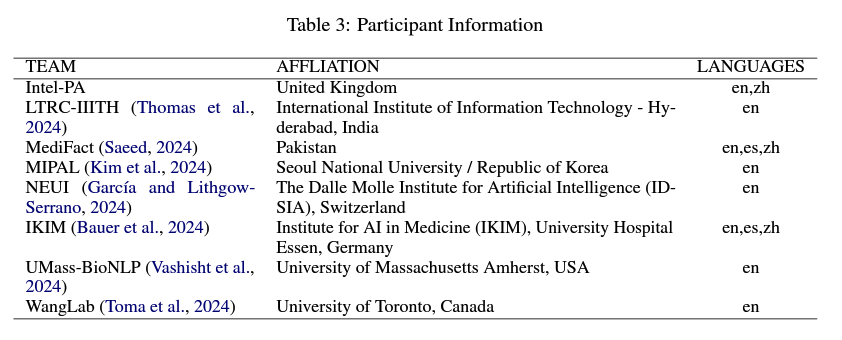 Table 3: Participant Information
TEAM AFFLIATION LANGUAGES
Intel-PA United Kingdom en,zh
LTRC-IIITH (Thomas et al., International Institute of Information Technology - Hy- en
2024) derabad, India
MediFact (Saeed, 2024) Pakistan en,es,zh
MIPAL (Kim et al., 2024) Seoul National University / Republic of Korea en
NEUI (García and Lithgow- The Dalle Molle Institute for Artificial Intelligence (ID- en
Serrano, 2024) SIA), Switzerland
IKIM (Bauer et al., 2024) Institute for AI in Medicine (IKIM), University Hospital en,es,zh
Essen, Germany
UMass-BioNLP (Vashisht et al., University of Massachusetts Amherst, USA en
2024)
WangLab (Toma et al., 2024) University of Toronto, Canada en